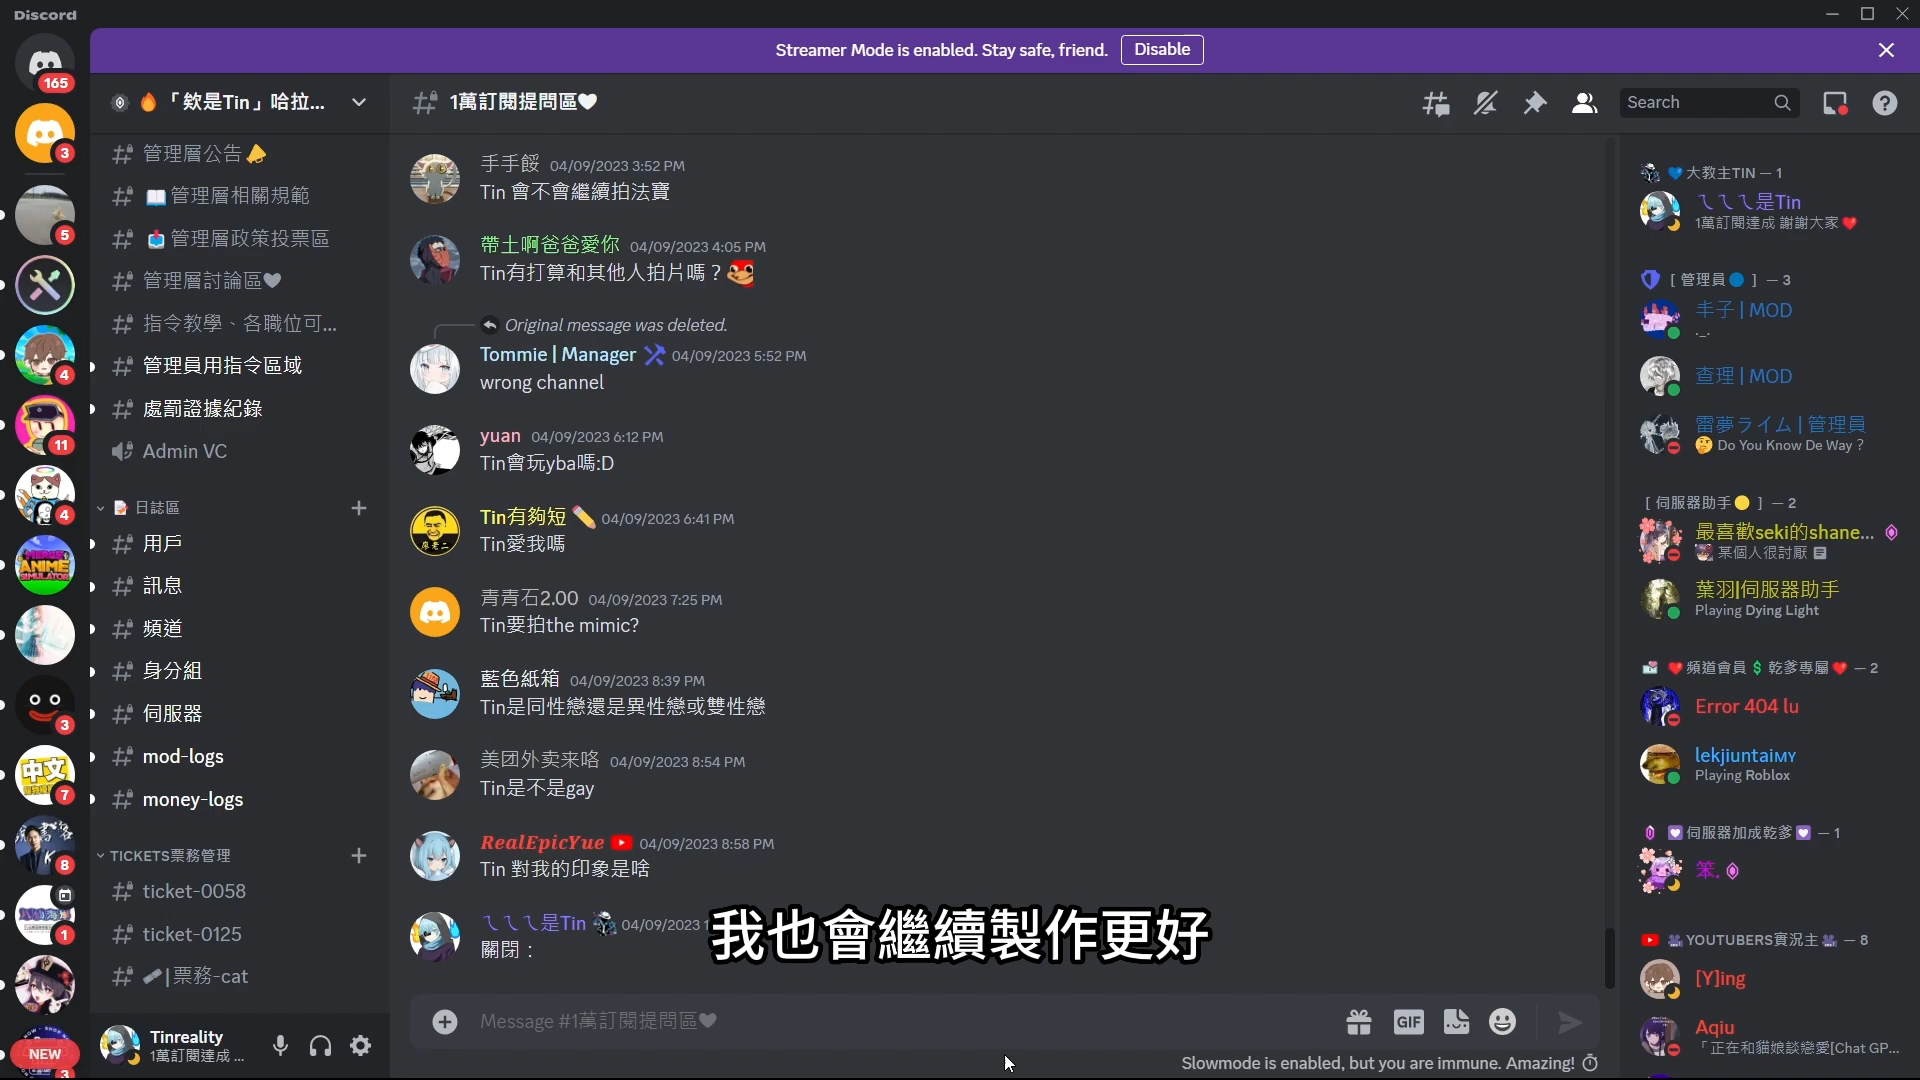 Discord
Streamer Mode is enabled. Stay safe, friend.
Disable
165
3
5
4
11
4
MERGE ANIME SIMULATOR
3
中文
7
8
1
NEW
3
「欸是Tin」哈拉...
管理層公告
管理層相關規範
管理層政策投票區
管理層討論區
指令教學、各職位可...
管理員用指令區域
處罰證據紀錄
Admin VC
日誌區
用戶
訊息
頻道
身分組
伺服器
mod-logs
money-logs
TICKETS票務管理
ticket-0058
ticket-0125
|票務-cat
Tinreality
1萬訂閱達成 ...
1萬訂閱提問區🤍
Search
手手餒 04/09/2023 3:52 PM
Tin 會不會繼續拍法寶
帶土啊爸爸愛你 04/09/2023 4:05 PM
Tin有打算和其他人拍片嗎？
Original message was deleted.
Tommie | Manager 04/09/2023 5:52 PM
wrong channel
yuan 04/09/2023 6:12 PM
Tin會玩yba嗎:D
Tin有夠短 04/09/2023 6:41 PM
Tin愛我嗎
青青石2.00 04/09/2023 7:25 PM
Tin要拍the mimic?
藍色紙箱 04/09/2023 8:39 PM
Tin是同性戀還是異性戀或雙性戀
美团外卖来咯 04/09/2023 8:54 PM
Tin是不是gay
RealEpicYue 04/09/2023 8:58 PM
Tin 對我的印象是啥
ㄟㄟㄟ是Tin 04/09/2023
關閉：
我也會繼續製作更好
Message #1萬訂閱提問區🤍
GIF
Slowmode is enabled, but you are immune. Amazing!
大教主TIN — 1
ㄟㄟㄟ是Tin
1萬訂閱達成 謝謝大家
[ 管理員 ] — 3
丰子 | MOD
._.
查理 | MOD
雷夢ライム | 管理員
Do You Know De Way ?
[ 伺服器助手 ] — 2
最喜歡seki的shane...
某個人很討厭
葉羽|伺服器助手
Playing Dying Light
頻道會員 $ 乾爹專屬 — 2
Error 404 lu
lekjiuntaiᴍʏ
Playing Roblox
伺服器加成乾爹 — 1
笨.
YOUTUBERS實況主 — 8
[Y]ing
Aqiu
「正在和貓娘談戀愛[Chat GP...